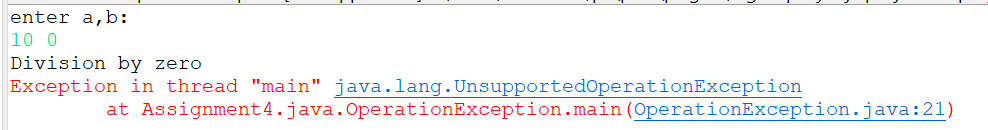 enter a,b:
10 0
Division by zero
Exception in thread "main" java.lang.UnsupportedOperationException
at Assignment4.java.OperationException.main(OperationException.java:21)